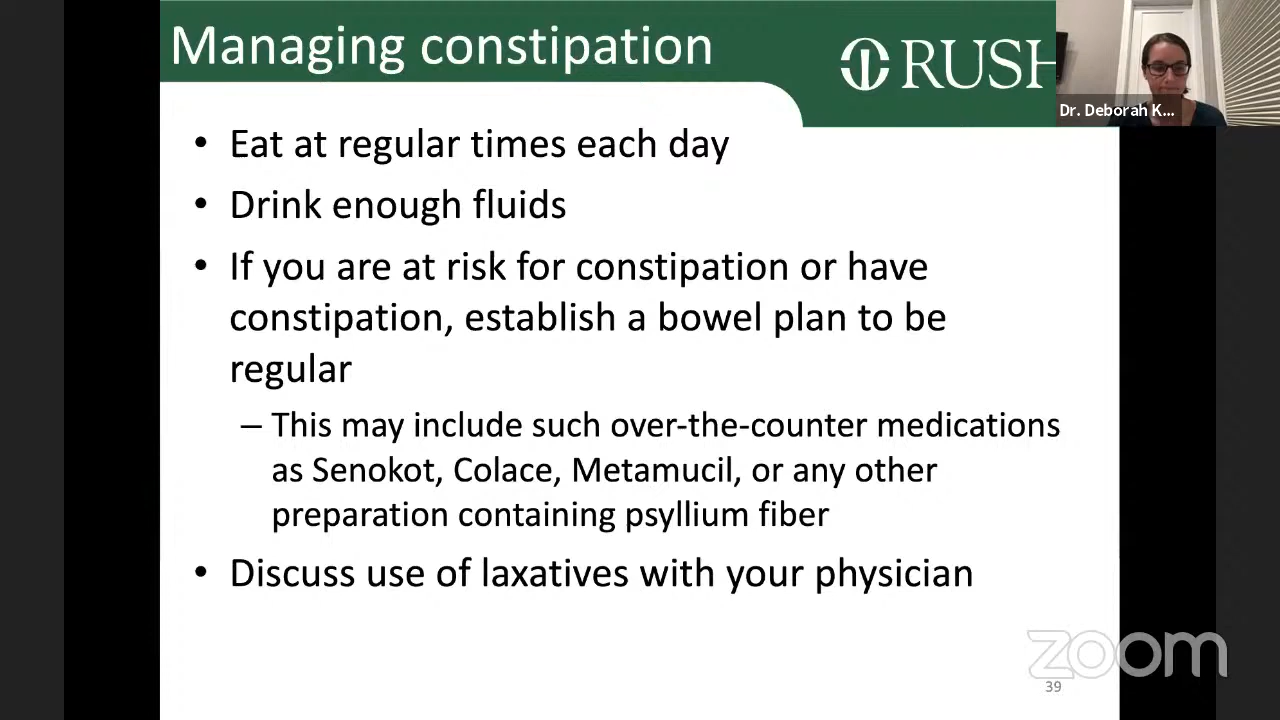 Managing constipation
RUSH
Dr. Deborah K...
• Eat at regular times each day
• Drink enough fluids
• If you are at risk for constipation or have
constipation, establish a bowel plan to be
regular
– This may include such over-the-counter medications
as Senokot, Colace, Metamucil, or any other
preparation containing psyllium fiber
• Discuss use of laxatives with your physician
zoom
39